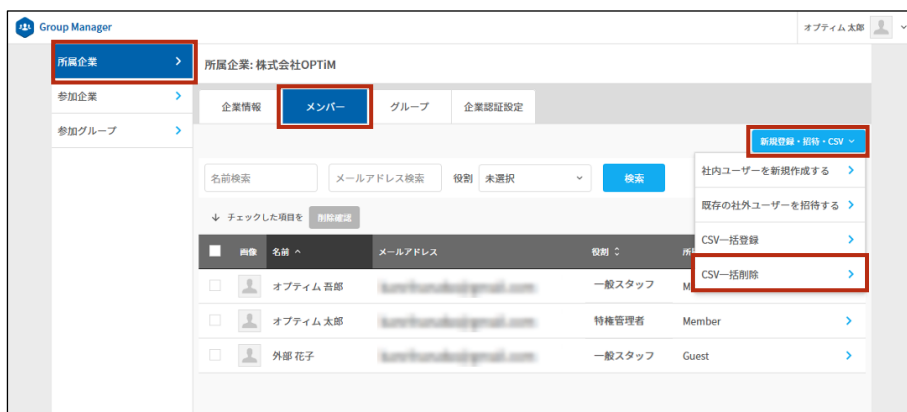 Group Manager
オプティム 太郎
所属企業
参加企業
参加グループ
所属企業: 株式会社OPTiM
企業情報 メンバー グループ 企業認証設定
新規登録・招待・CSV
社内ユーザーを新規作成する
既存の社外ユーザーを招待する
CSV一括登録
CSV一括削除
名前検索 メールアドレス検索 役割 未選択 検索
チェックした項目を 削除確認
画像 名前 メールアドレス 役割
オプティム 吾郎 一般スタッフ
オプティム 太郎 特権管理者 Member
外部 花子 一般スタッフ Guest